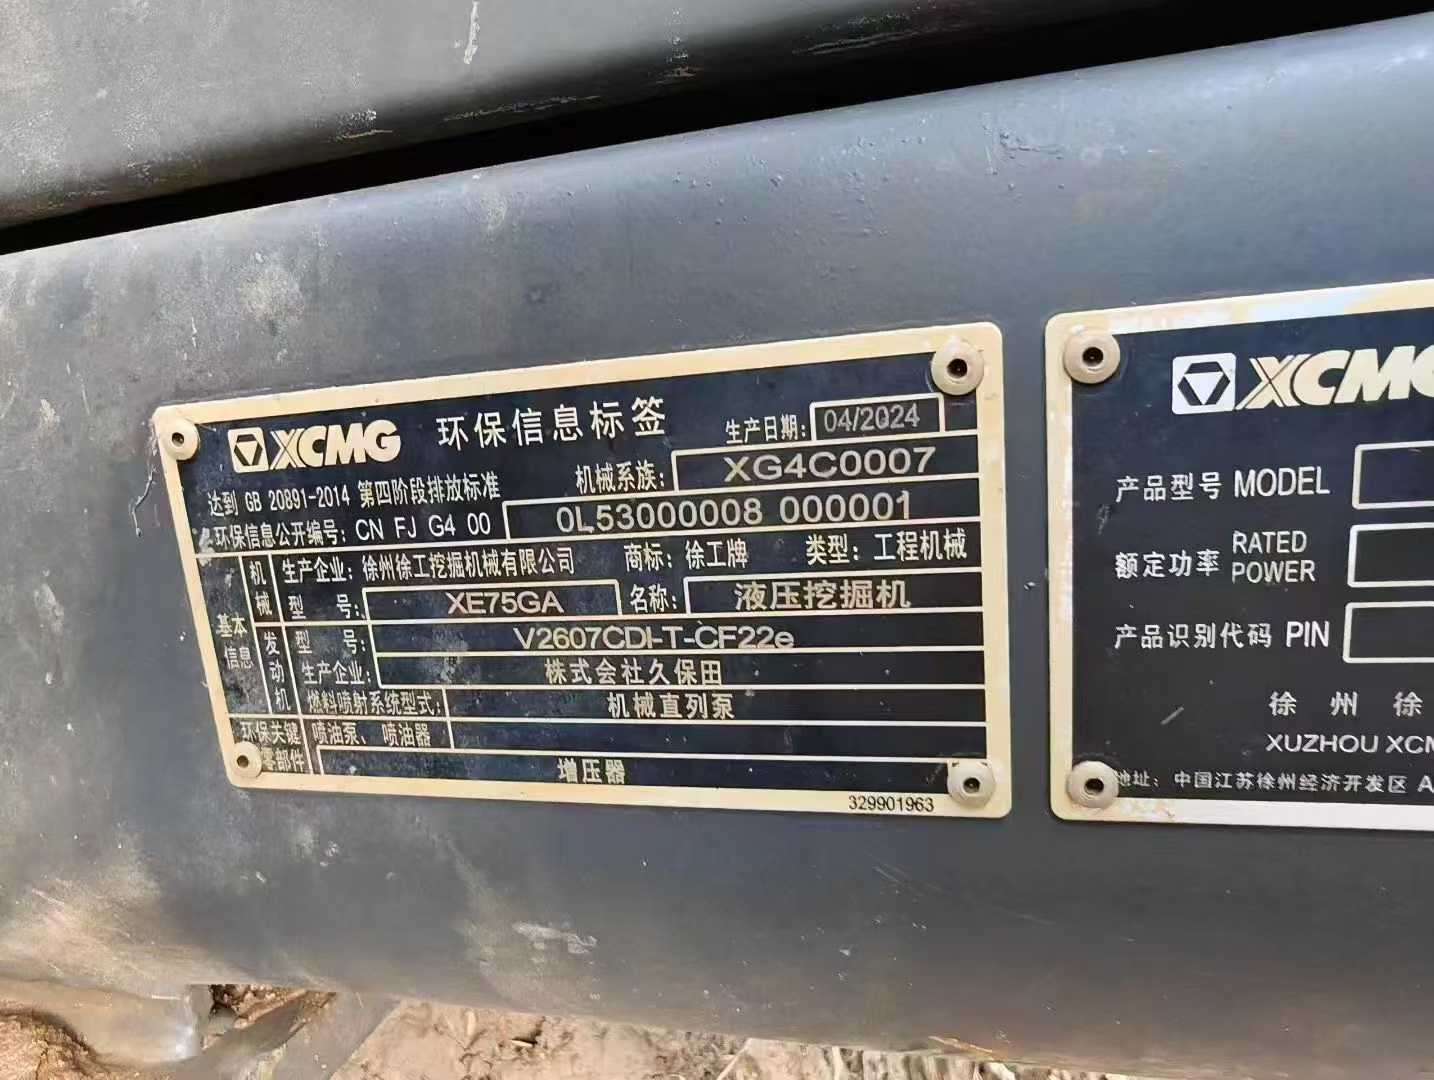 XCMG 环保信息标签 生产日期: 04/2024
达到 GB 20891-2014 第四阶段排放标准 机械系族: XG4C0007
环保信息公开编号: CN FJ G4 00 0L53000008 000001
基本信息
机械
生产企业: 徐州徐工挖掘机械有限公司 商标: 徐工牌 类型: 工程机械
型 号: XE75GA 名称: 液压挖掘机
发动机
型 号: V2607CDI-T-CF22e
生产企业: 株式会社久保田
燃料喷射系统型式: 机械直列泵
环保关键零部件
喷油泵、喷油器
增压器
329901963
XCMG
产品型号 MODEL
额定功率 RATED POWER
产品识别代码 PIN
徐 州 徐
XUZHOU XCM
地址: 中国江苏徐州经济开发区 A